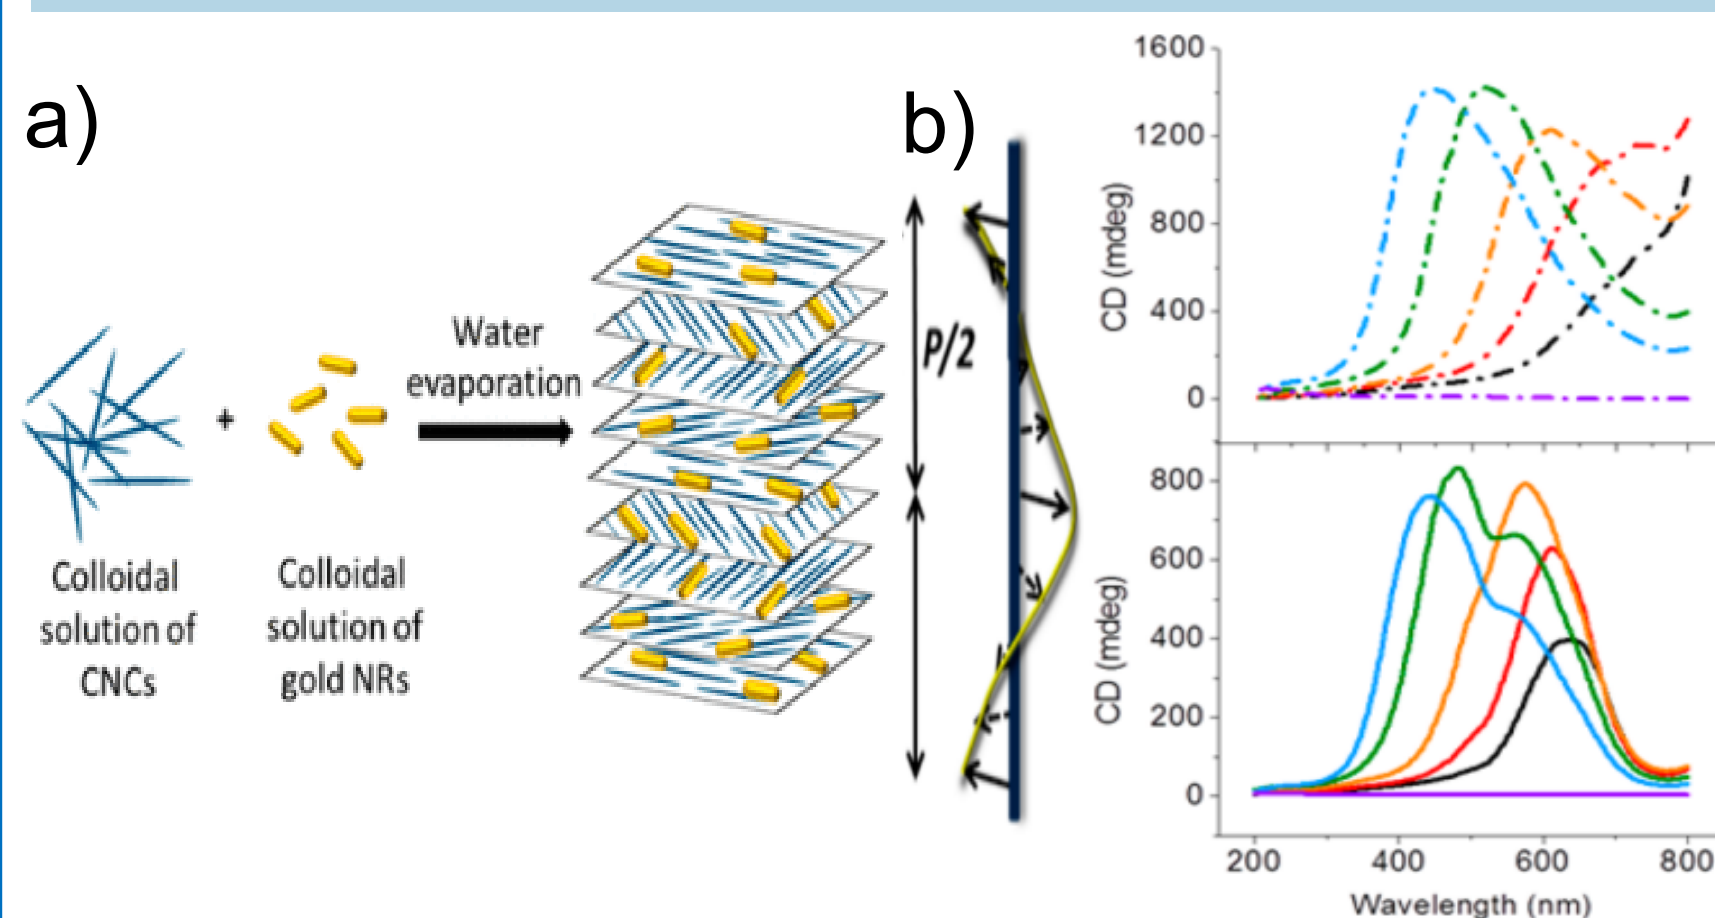 a)
Colloidal
solution of
CNCs
+
Colloidal
solution of
gold NRs
Water
evaporation
b)
P/2
1600
1200
800
400
0
CD (mdeg)
800
600
400
200
0
CD (mdeg)
200 400 600 800
Wavelength (nm)